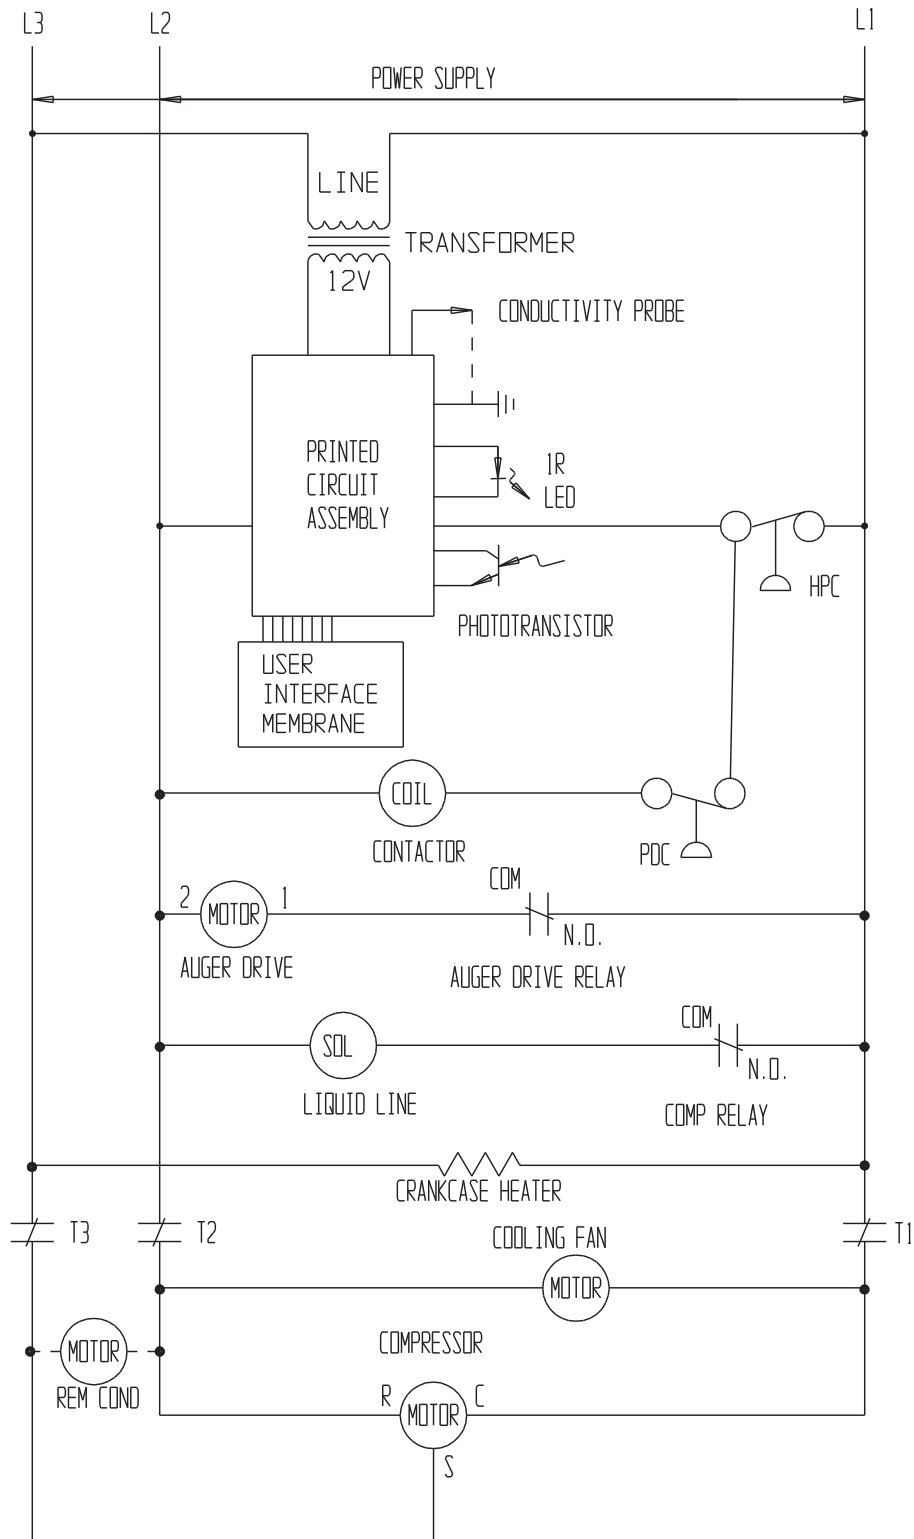 L3
L2
L1
POWER SUPPLY
LINE
TRANSFORMER
12V
CONDUCTIVITY PROBE
PRINTED
CIRCUIT
ASSEMBLY
1R
LED
HPC
PHOTOTRANSISTOR
USER
INTERFACE
MEMBRANE
COIL
CONTACTOR
PDC
COM
2
MOTOR
1
N.O.
AUGER DRIVE
AUGER DRIVE RELAY
COM
SOL
N.O.
LIQUID LINE
COMP RELAY
CRANKCASE HEATER
T3
T2
T1
COOLING FAN
MOTOR
COMPRESSOR
MOTOR
REM COND
R
C
MOTOR
S